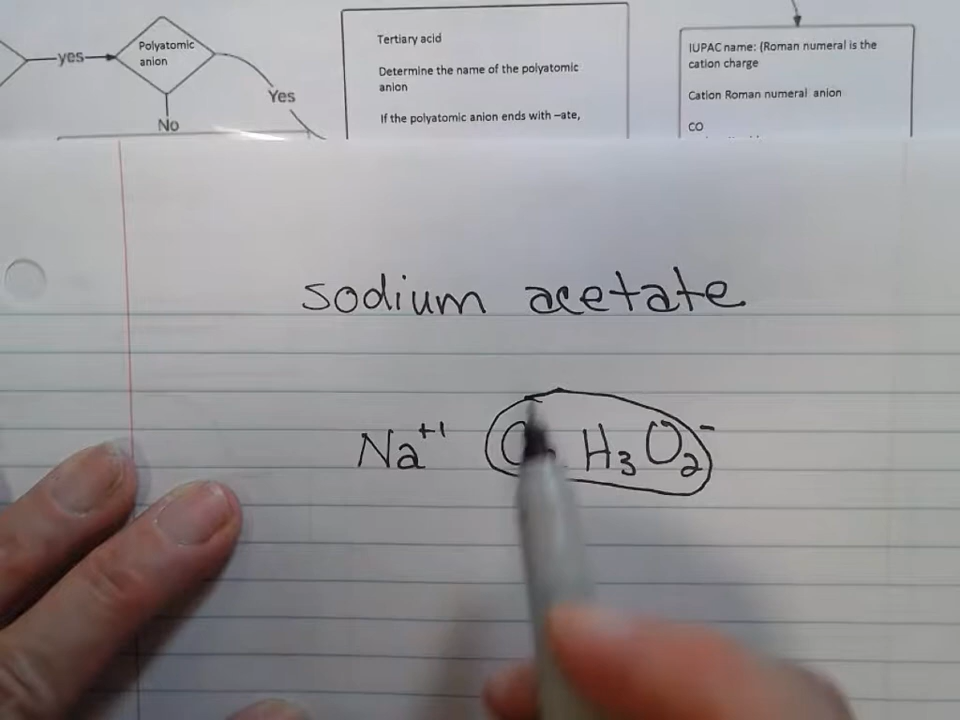 yes
Polyatomic
anion
Yes
No
Tertiary acid
Determine the name of the polyatomic
anion
If the polyatomic anion ends with –ate,
IUPAC name: (Roman numeral is the
cation charge
Cation Roman numeral anion
CO
sodium acetate
Na+1 H3O2-